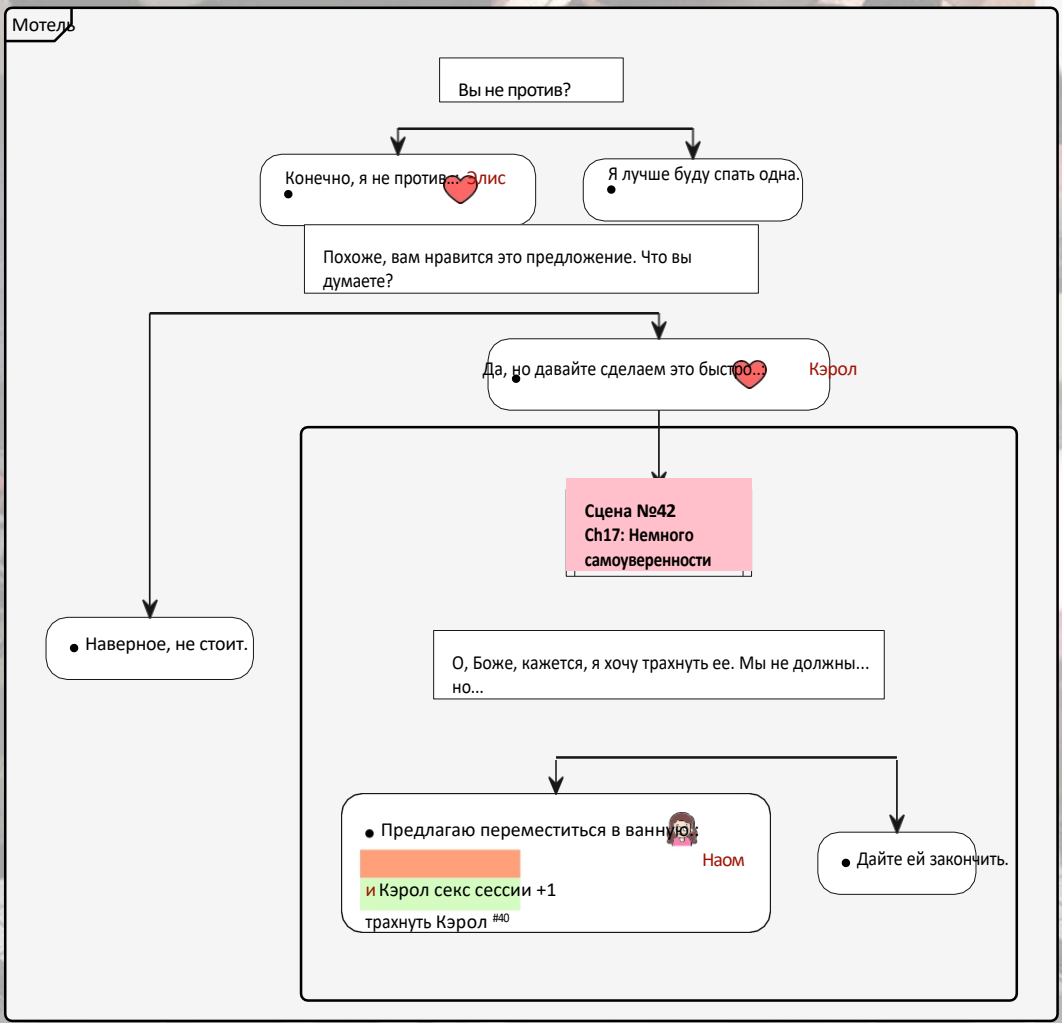 Мотель
Вы не против?
Конечно, я не против...: Элис
Я лучше буду спать одна.
Похоже, вам нравится это предложение. Что вы
думаете?
Да, но давайте сделаем это быстро...:
Кэрол
Сцена №42
Ch17: Немного
самоуверенности
Наверное, не стоит.
О, Боже, кажется, я хочу трахнуть ее. Мы не должны...
но...
Предлагаю переместиться в ванную.:
Наом
и Кэрол секс сессии +1
трахнуть Кэрол #40
Дайте ей закончить.